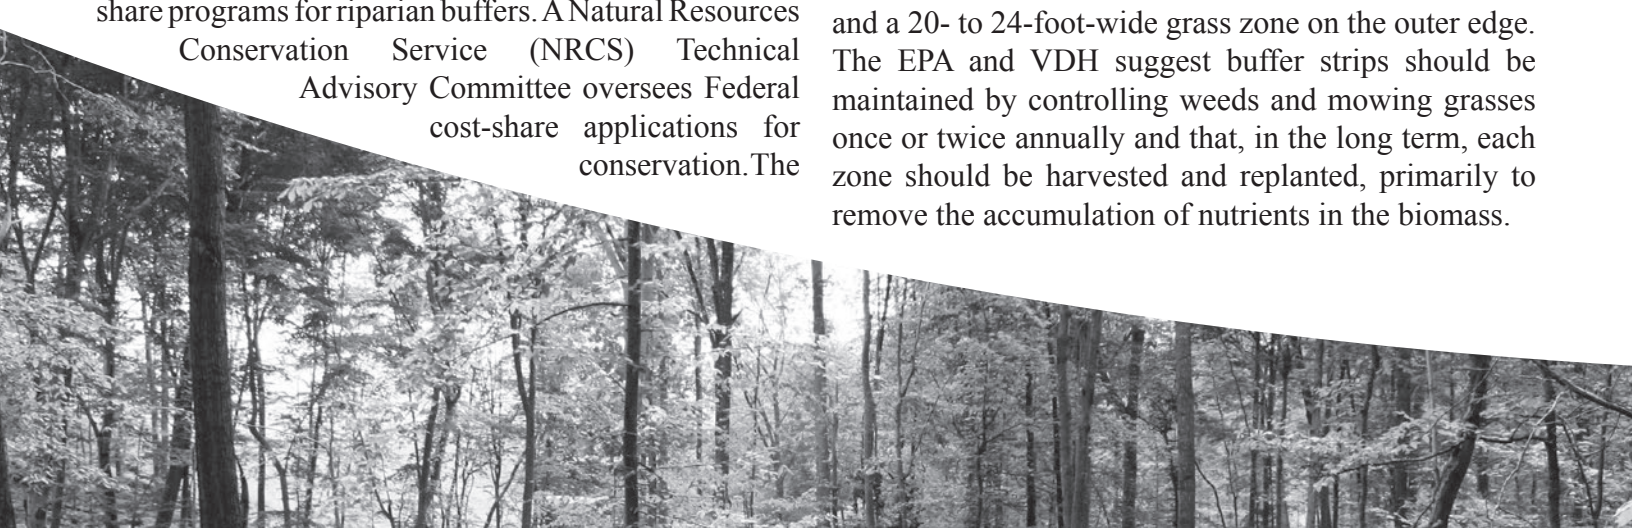 share programs for riparian buffers. A Natural Resources
Conservation Service (NRCS) Technical
Advisory Committee oversees Federal
cost-share applications for
conservation. The
and a 20- to 24-foot-wide grass zone on the outer edge.
The EPA and VDH suggest buffer strips should be
maintained by controlling weeds and mowing grasses
once or twice annually and that, in the long term, each
zone should be harvested and replanted, primarily to
remove the accumulation of nutrients in the biomass.